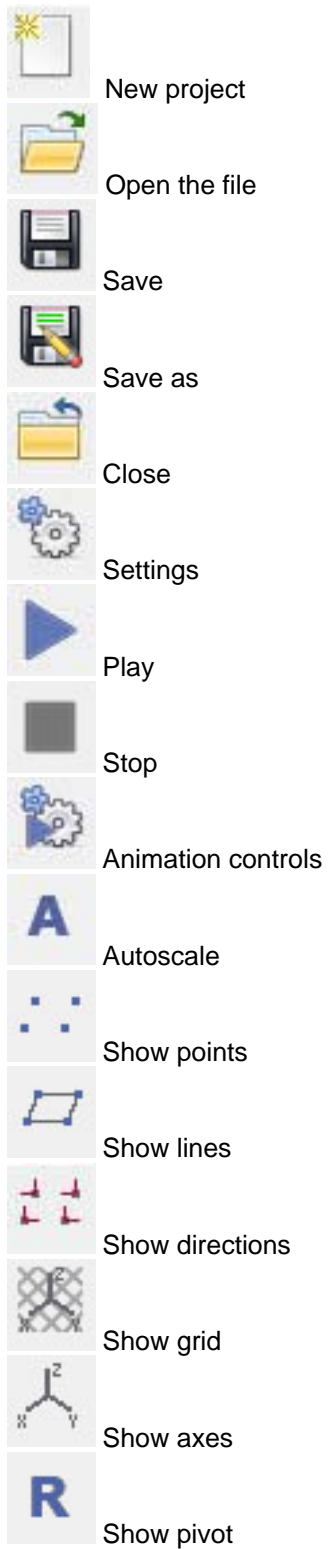 New project
Open the file
Save
Save as
Close
Settings
Play
Stop
Animation controls
A
Autoscale
Show points
Show lines
Show directions
Z
X Y
Show grid
Z
X Y
Show axes
R
Show pivot